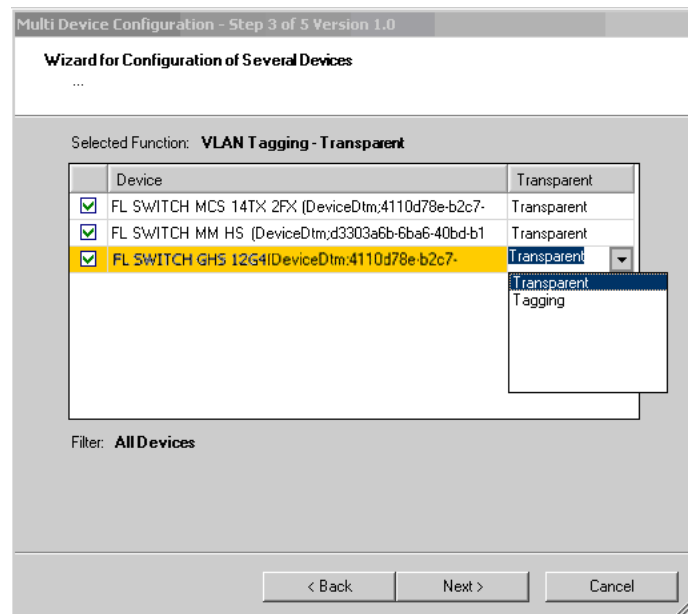 Multi Device Configuration - Step 3 of 5 Version 1.0
Wizard for Configuration of Several Devices
...
Selected Function: VLAN Tagging - Transparent
Device Transparent
FL SWITCH MCS 14TX 2FX (DeviceDtm;4110d78e-b2c7- Transparent
FL SWITCH MM HS (DeviceDtm;d3303a6b-6ba6-40bd-b1 Transparent
FL SWITCH GHS 12G4(DeviceDtm:4110d78e-b2c7- Transparent
Transparent
Tagging
Filter: All Devices
< Back Next > Cancel